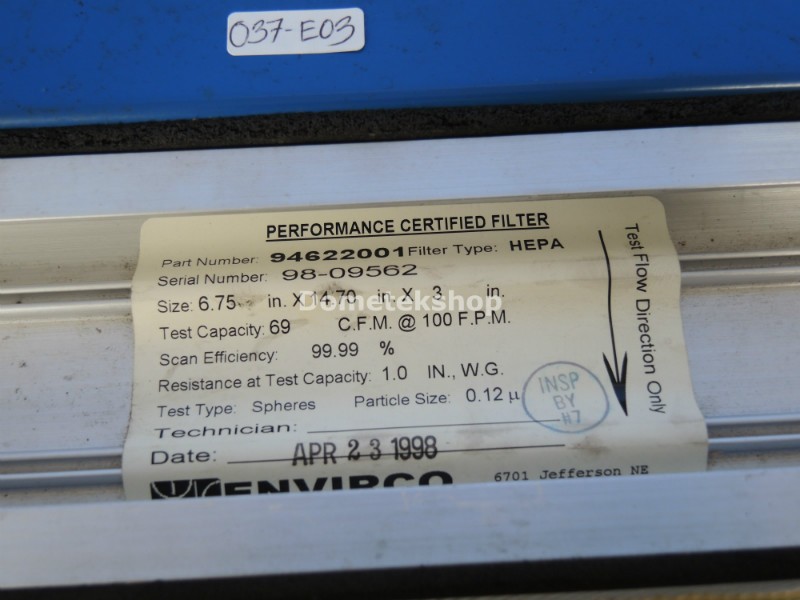 037-E03
PERFORMANCE CERTIFIED FILTER
Part Number: 94622001 Filter Type: HEPA
Serial Number: 98-09562
Size: 6.75 in. X 14.70 in. X 3 in.
Dometekshop
Test Capacity: 69 C.F.M. @ 100 F.P.M.
Scan Efficiency: 99.99 %
Resistance at Test Capacity: 1.0 IN., W.G.
Test Type: Spheres Particle Size: 0.12 µ
Technician:
Date: APR 23 1998
ENVIRCO 6701 Jefferson NE
INSP
BY
#7
Test Flow Direction Only